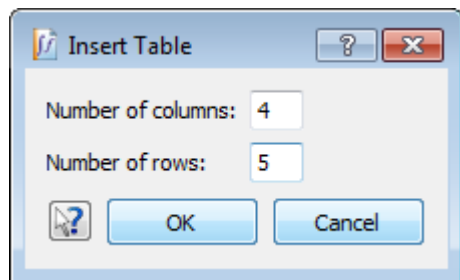 Insert Table
Number of columns: 4
Number of rows: 5
OK Cancel